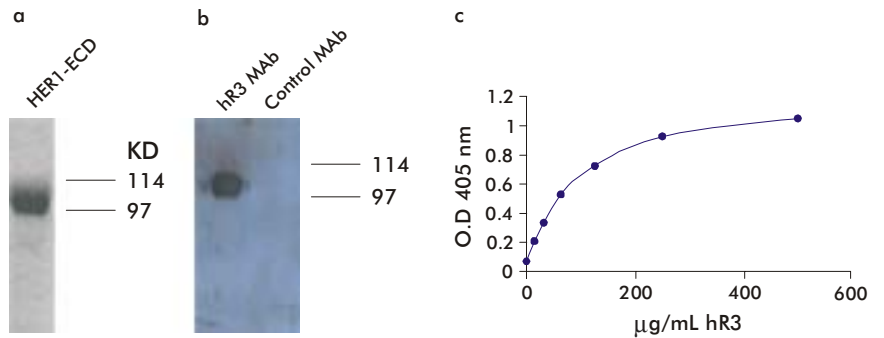 a
HER1-ECD
KD
114
97
b
hR3 MAb
Control MAb
114
97
c
1.2
1
0.8
0.6
0.4
0.2
0
O.D 405 nm
0 200 400 600
μg/mL hR3